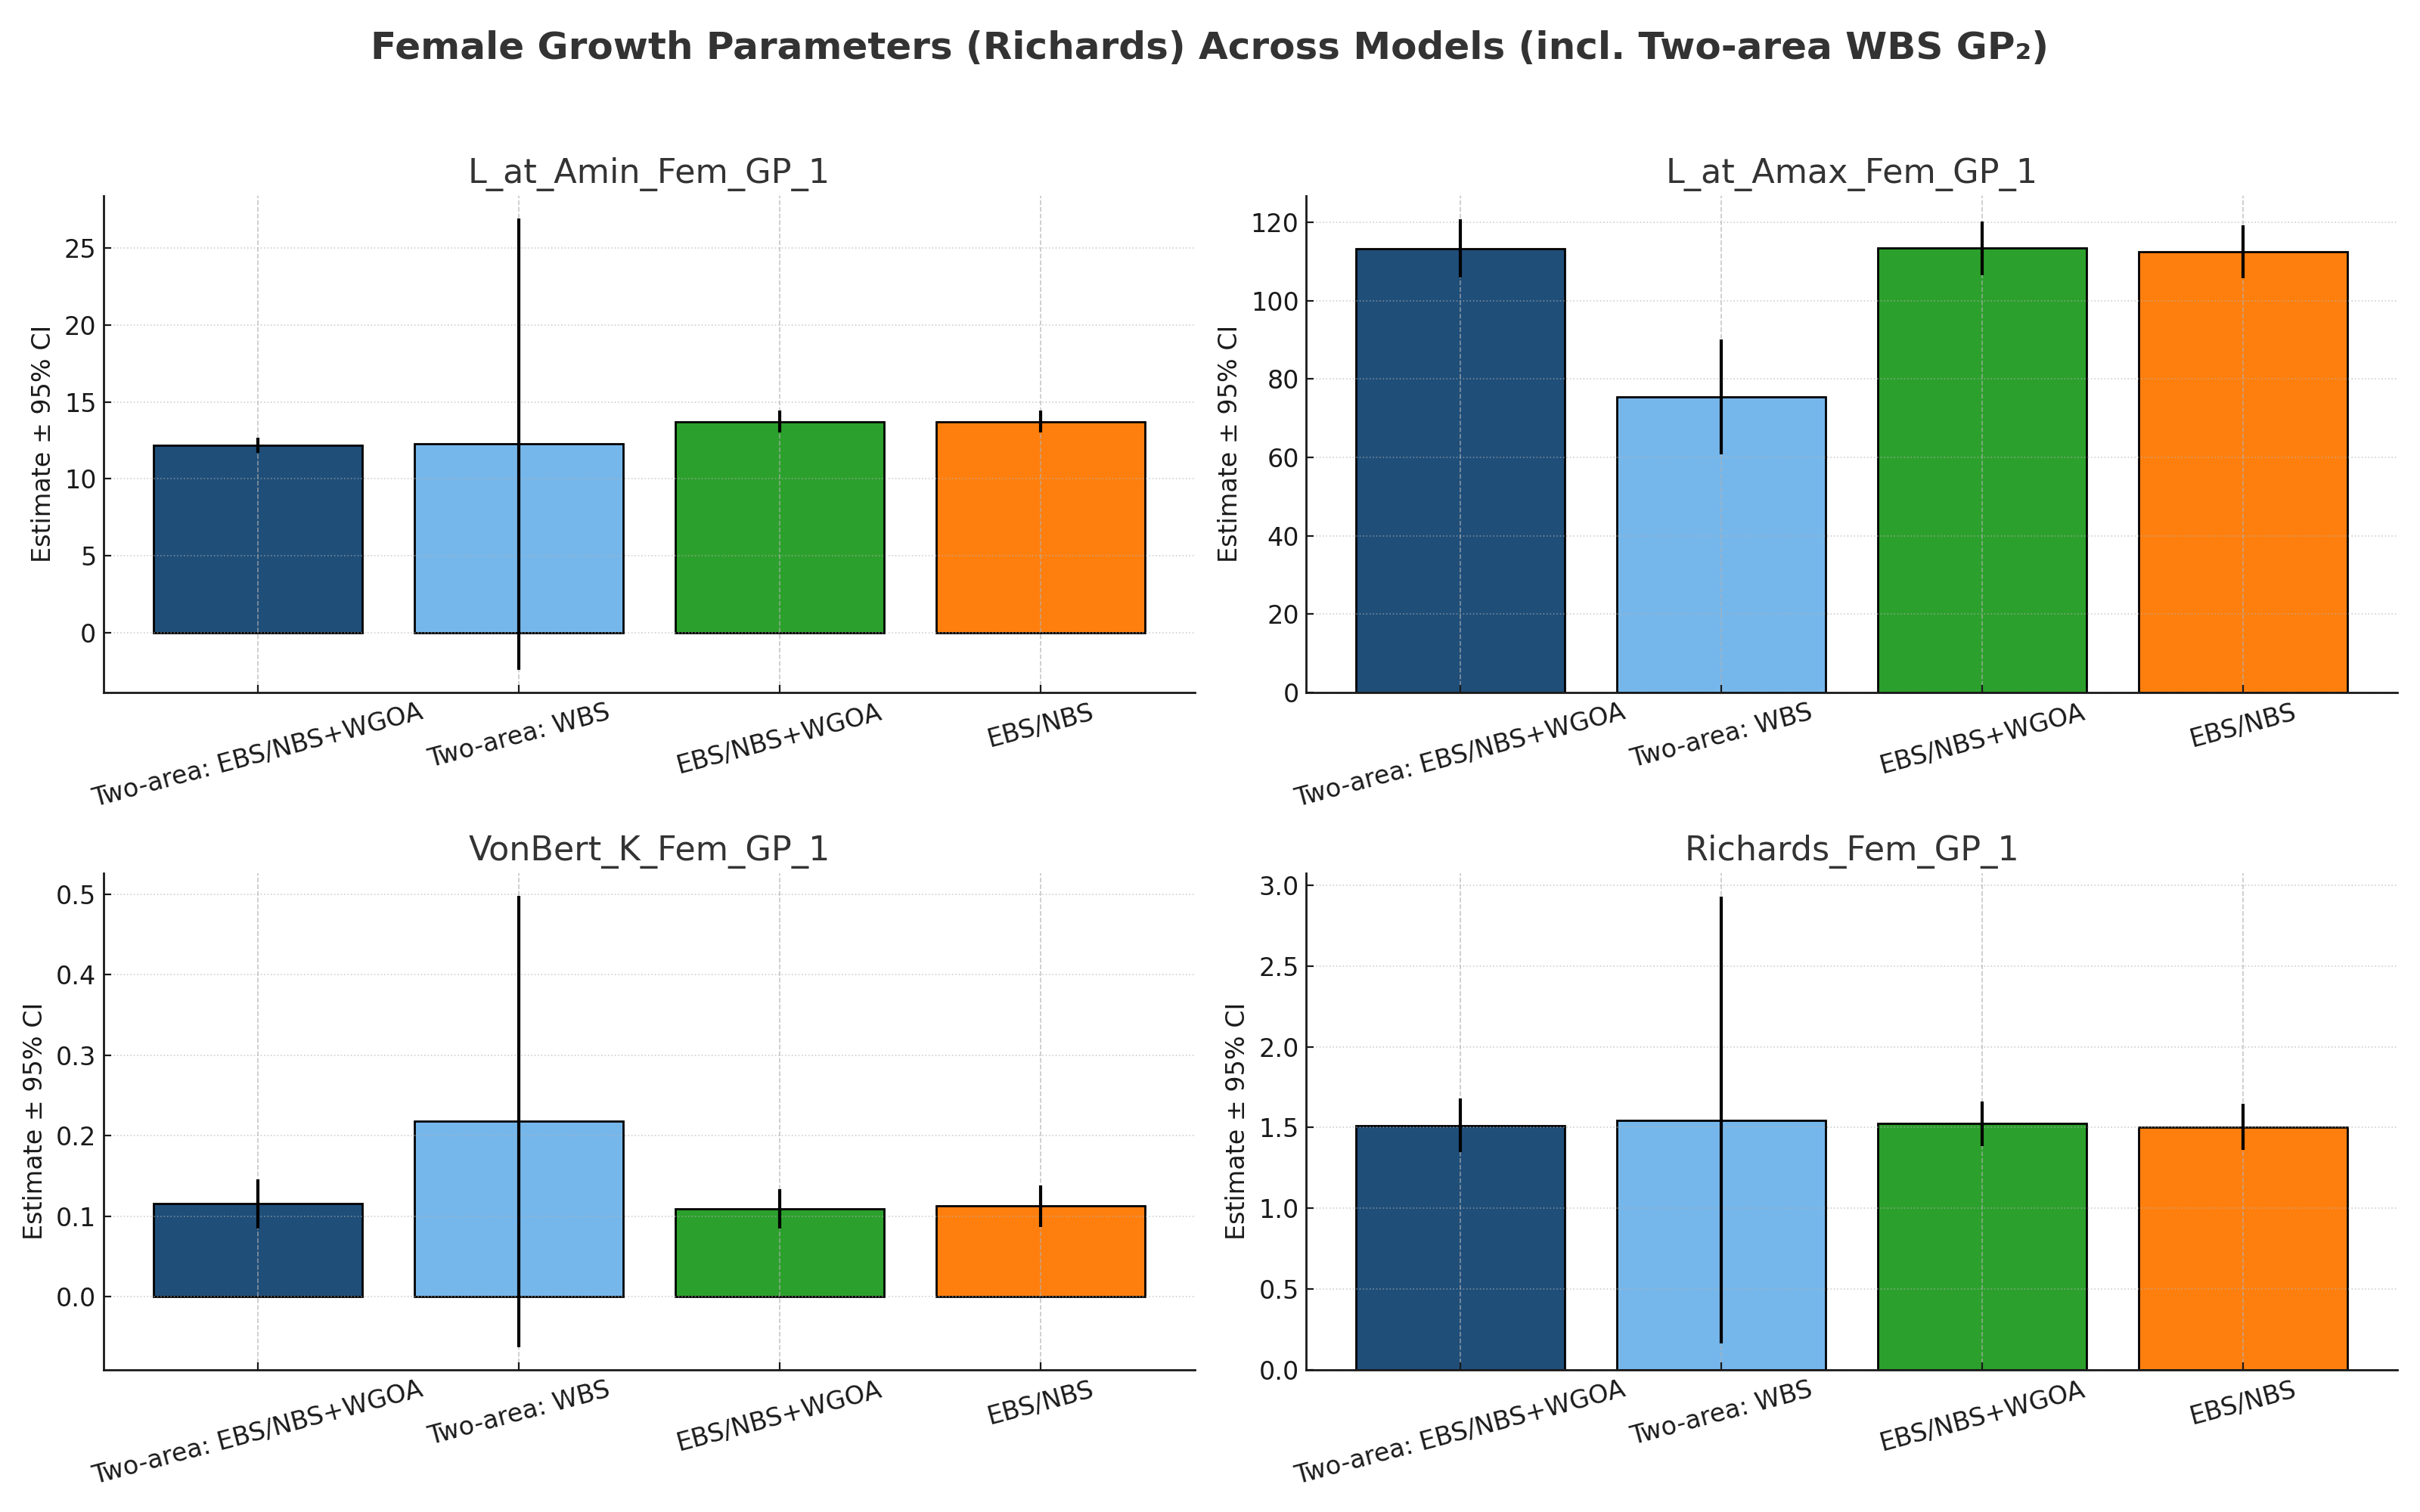 Female Growth Parameters (Richards) Across Models (incl. Two-area WBS GP₂)
L_at_Amin_Fem_GP_1
Estimate ± 95% CI
25
20
15
10
5
0
Two-area: EBS/NBS+WGOA
Two-area: WBS
EBS/NBS+WGOA
EBS/NBS
L_at_Amax_Fem_GP_1
Estimate ± 95% CI
120
100
80
60
40
20
0
Two-area: EBS/NBS+WGOA
Two-area: WBS
EBS/NBS+WGOA
EBS/NBS
VonBert_K_Fem_GP_1
Estimate ± 95% CI
0.5
0.4
0.3
0.2
0.1
0.0
Two-area: EBS/NBS+WGOA
Two-area: WBS
EBS/NBS+WGOA
EBS/NBS
Richards_Fem_GP_1
Estimate ± 95% CI
3.0
2.5
2.0
1.5
1.0
0.5
0.0
Two-area: EBS/NBS+WGOA
Two-area: WBS
EBS/NBS+WGOA
EBS/NBS